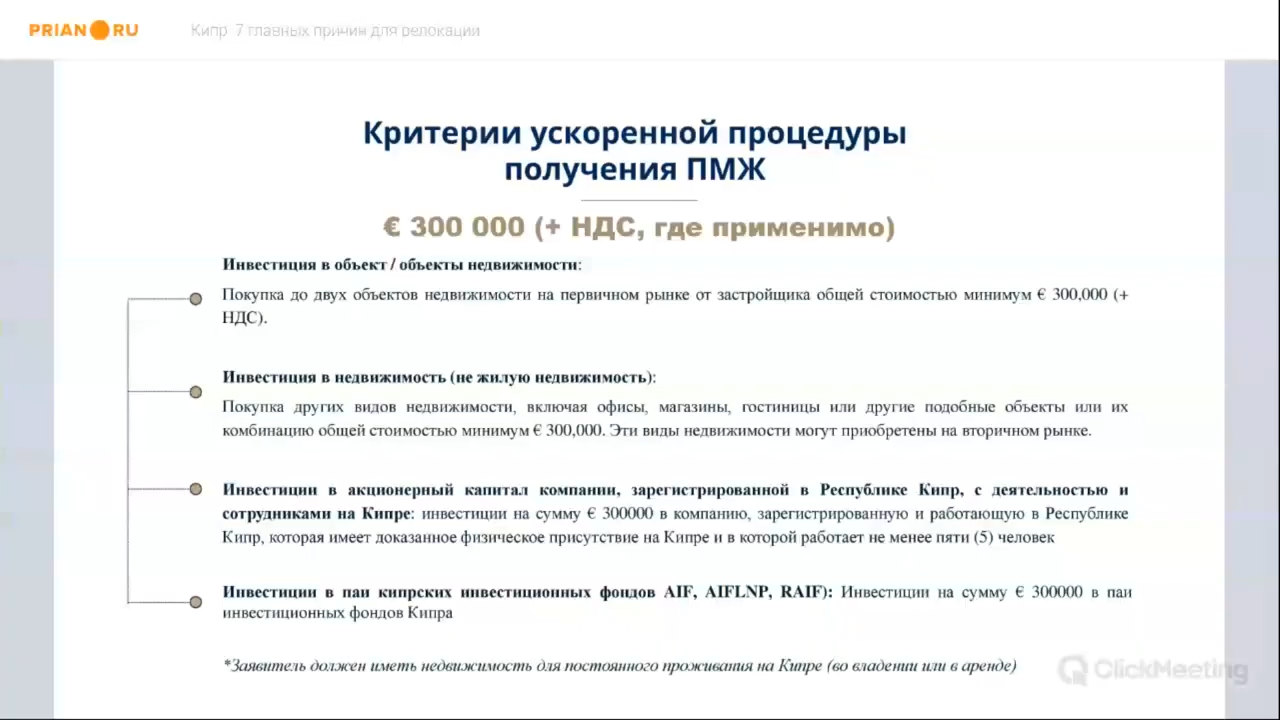 PRIAN RU
Кипр 7 главных причин для релокации
Критерии ускоренной процедуры
получения ПМЖ
€ 300 000 (+ НДС, где применимо)
Инвестиция в объект / объекты недвижимости:
Покупка до двух объектов недвижимости на первичном рынке от застройщика общей стоимостью минимум € 300,000 (+
НДС).
Инвестиция в недвижимость (не жилую недвижимость):
Покупка других видов недвижимости, включая офисы, магазины, гостиницы или другие подобные объекты или их
комбинацию общей стоимостью минимум € 300,000. Эти виды недвижимости могут приобретены на вторичном рынке.
Инвестиции в акционерный капитал компании, зарегистрированной в Республике Кипр, с деятельностью и
сотрудниками на Кипре: инвестиции на сумму € 300000 в компанию, зарегистрированную и работающую в Республике
Кипр, которая имеет доказанное физическое присутствие на Кипре и в которой работает не менее пяти (5) человек
Инвестиции в паи кипрских инвестиционных фондов AIF, AIFLNP, RAIF): Инвестиции на сумму € 300000 в паи
инвестиционных фондов Кипра
*Заявитель должен иметь недвижимость для постоянного проживания на Кипре (во владении или в аренде)
ClickMeeting